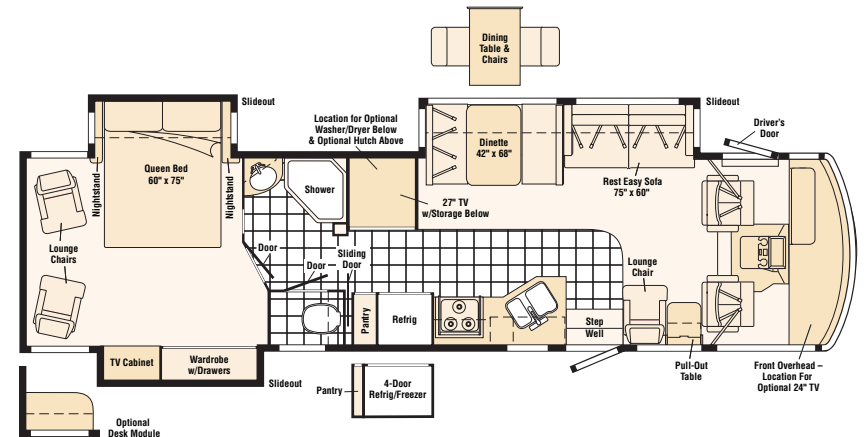 Dining
Table &
Chairs
Slideout
Location for Optional
Washer/Dryer Below
& Optional Hutch Above
Slideout
Driver's
Door
Dinette
42" x 68"
Queen Bed
60" x 75"
Nightstand
Nightstand
Shower
Rest Easy Sofa
75" x 60"
27" TV
w/Storage Below
Lounge
Chairs
Door
Door
Sliding
Door
Lounge
Chair
Pantry
Refrig
Step
Well
TV Cabinet
Wardrobe
w/Drawers
Slideout
Pantry
4-Door
Refrig/Freezer
Pull-Out
Table
Front Overhead –
Location For
Optional 24" TV
Optional
Desk Module